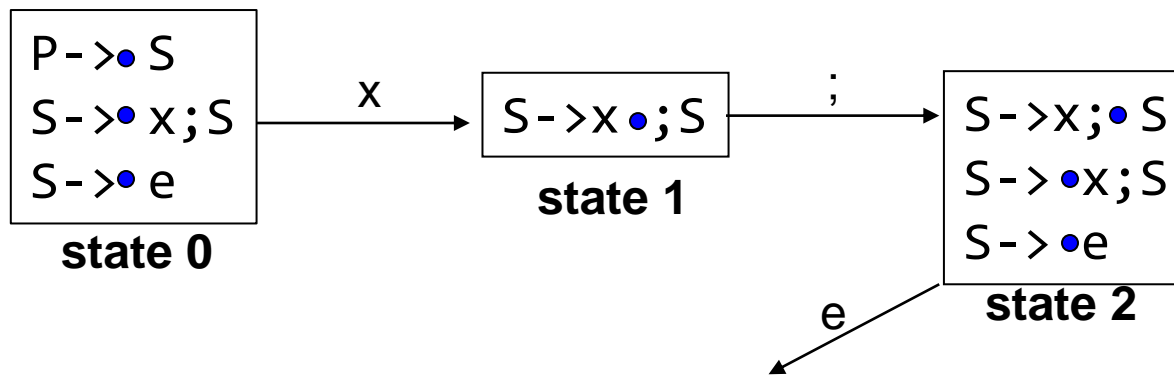 P->• S
S->• x;S
S->• e
state 0
x
S->x •;S
state 1
;
S->x;• S
S-> •x;S
S-> •e
state 2
e